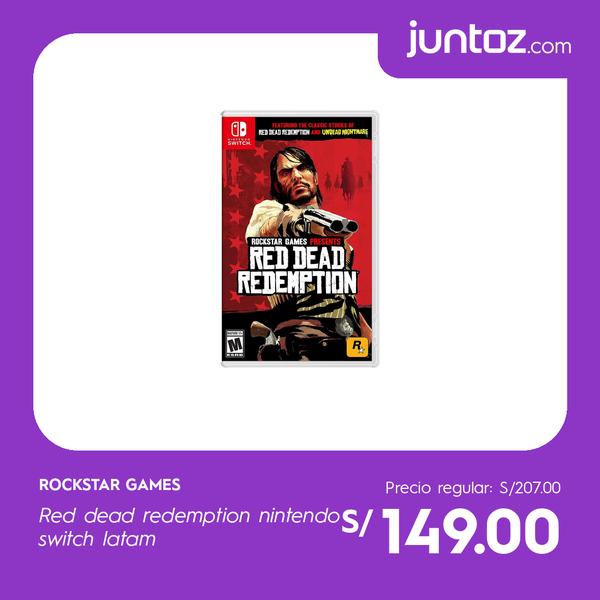 juntoz.com
NINTENDO
SWITCH
FEATURING THE CLASSIC STORIES OF
RED DEAD REDEMPTION AND UNDEAD NIGHTMARE
ROCKSTAR GAMES PRESENTS
RED DEAD
REDEMPTION
M
ESRB
R
ROCKSTAR GAMES
Precio regular: S/207.00
Red dead redemption nintendo
switch latam
S/149.00